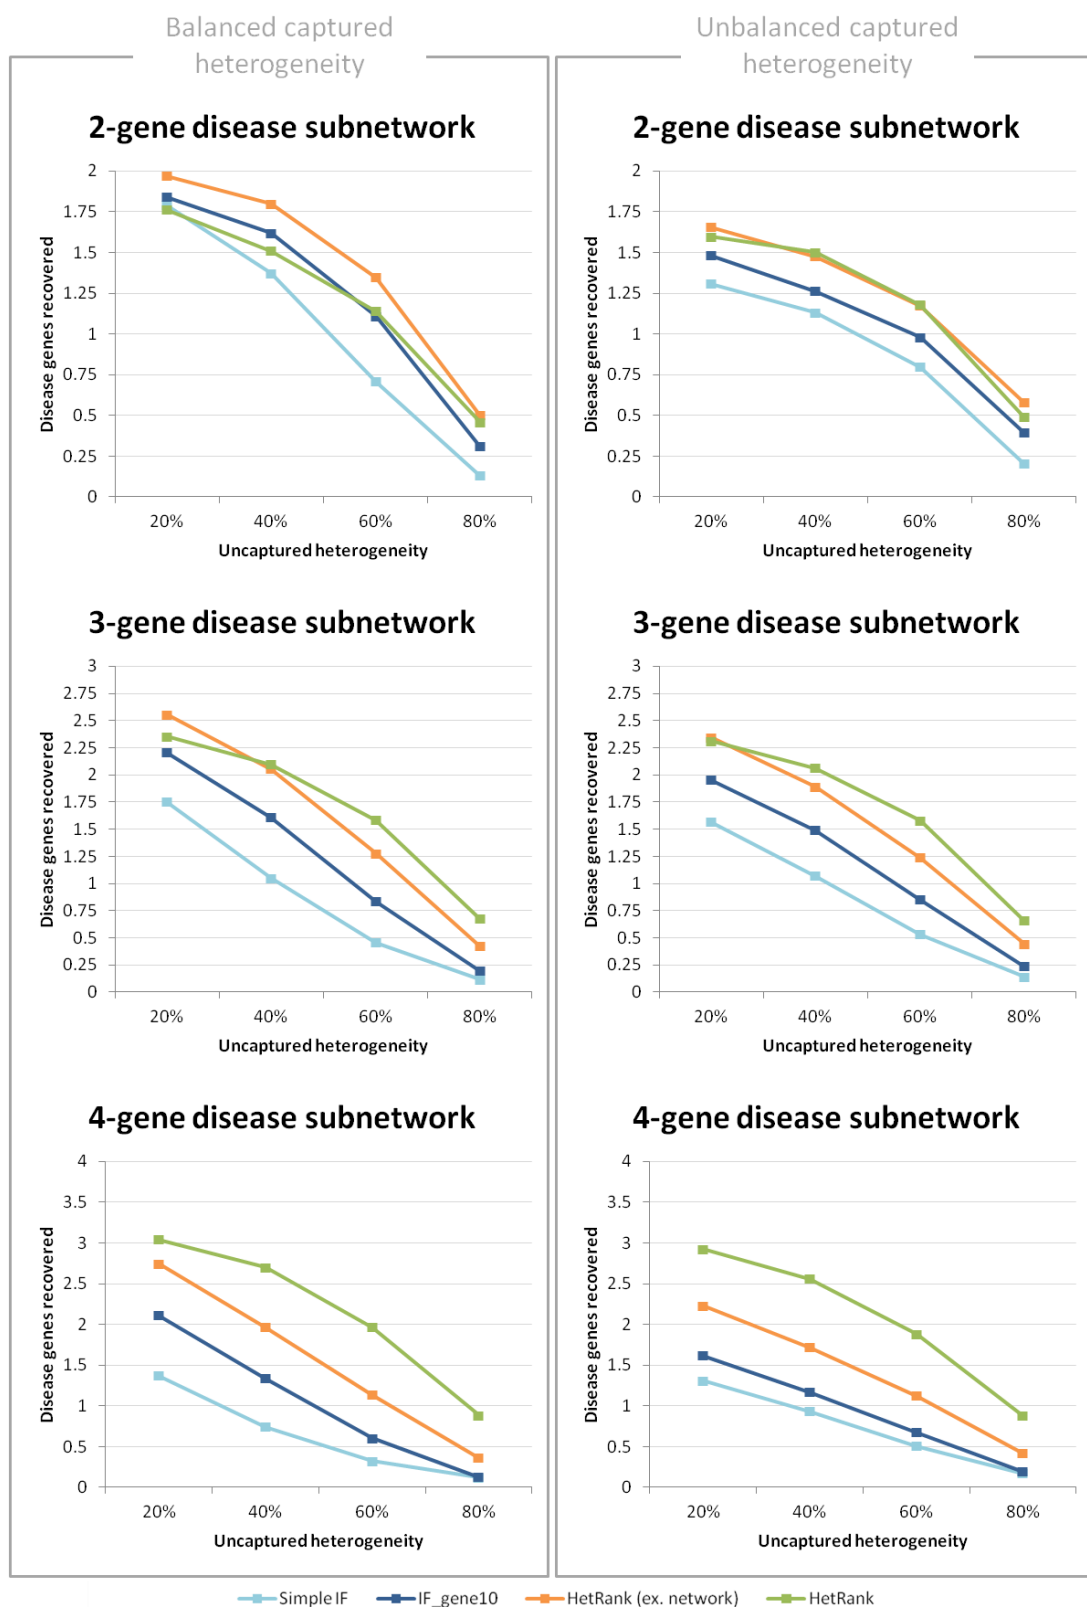 Balanced captured
heterogeneity
2-gene disease subnetwork
2
1.75
1.5
1.25
1
0.75
0.5
0.25
0
Disease genes recovered
20% 40% 60% 80%
Uncaptured heterogeneity
3-gene disease subnetwork
3
2.75
2.5
2.25
2
1.75
1.5
1.25
1
0.75
0.5
0.25
0
Disease genes recovered
20% 40% 60% 80%
Uncaptured heterogeneity
4-gene disease subnetwork
4
3.5
3
2.5
2
1.5
1
0.5
0
Disease genes recovered
20% 40% 60% 80%
Uncaptured heterogeneity
Unbalanced captured
heterogeneity
2-gene disease subnetwork
2
1.75
1.5
1.25
1
0.75
0.5
0.25
0
Disease genes recovered
20% 40% 60% 80%
Uncaptured heterogeneity
3-gene disease subnetwork
3
2.75
2.5
2.25
2
1.75
1.5
1.25
1
0.75
0.5
0.25
0
Disease genes recovered
20% 40% 60% 80%
Uncaptured heterogeneity
4-gene disease subnetwork
4
3.5
3
2.5
2
1.5
1
0.5
0
Disease genes recovered
20% 40% 60% 80%
Uncaptured heterogeneity
Simple IF IF_gene10 HetRank (ex. network) HetRank